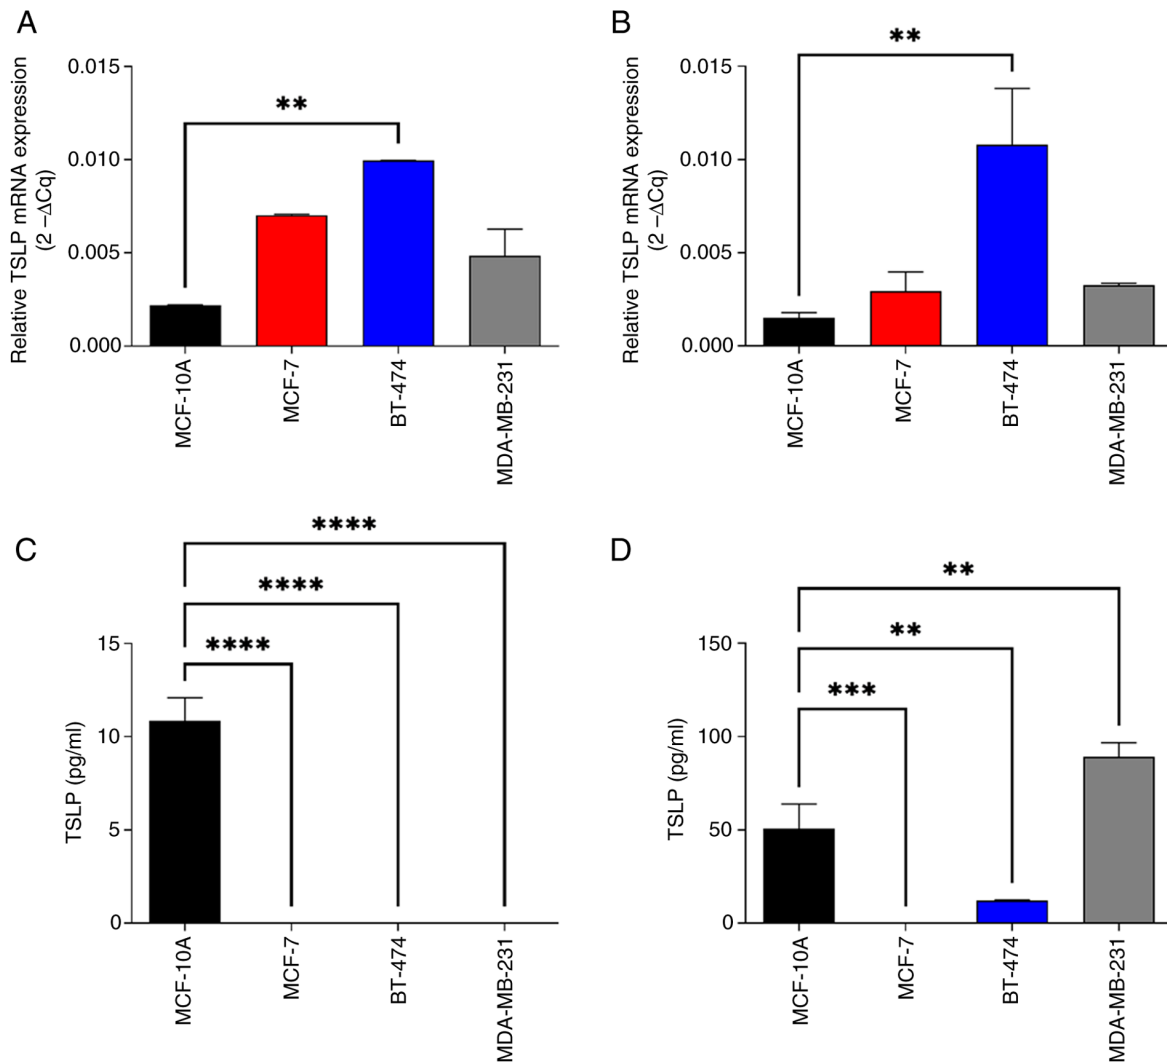 A
Relative TSLP mRNA expression
(2 –ΔCq)
0.015
0.010
0.005
0.000
**
MCF-10A
MCF-7
BT-474
MDA-MB-231
B
Relative TSLP mRNA expression
(2 –ΔCq)
0.015
0.010
0.005
0.000
**
MCF-10A
MCF-7
BT-474
MDA-MB-231
C
TSLP (pg/ml)
15
10
5
0
****
****
****
MCF-10A
MCF-7
BT-474
MDA-MB-231
D
TSLP (pg/ml)
150
100
50
0
**
**
***
MCF-10A
MCF-7
BT-474
MDA-MB-231